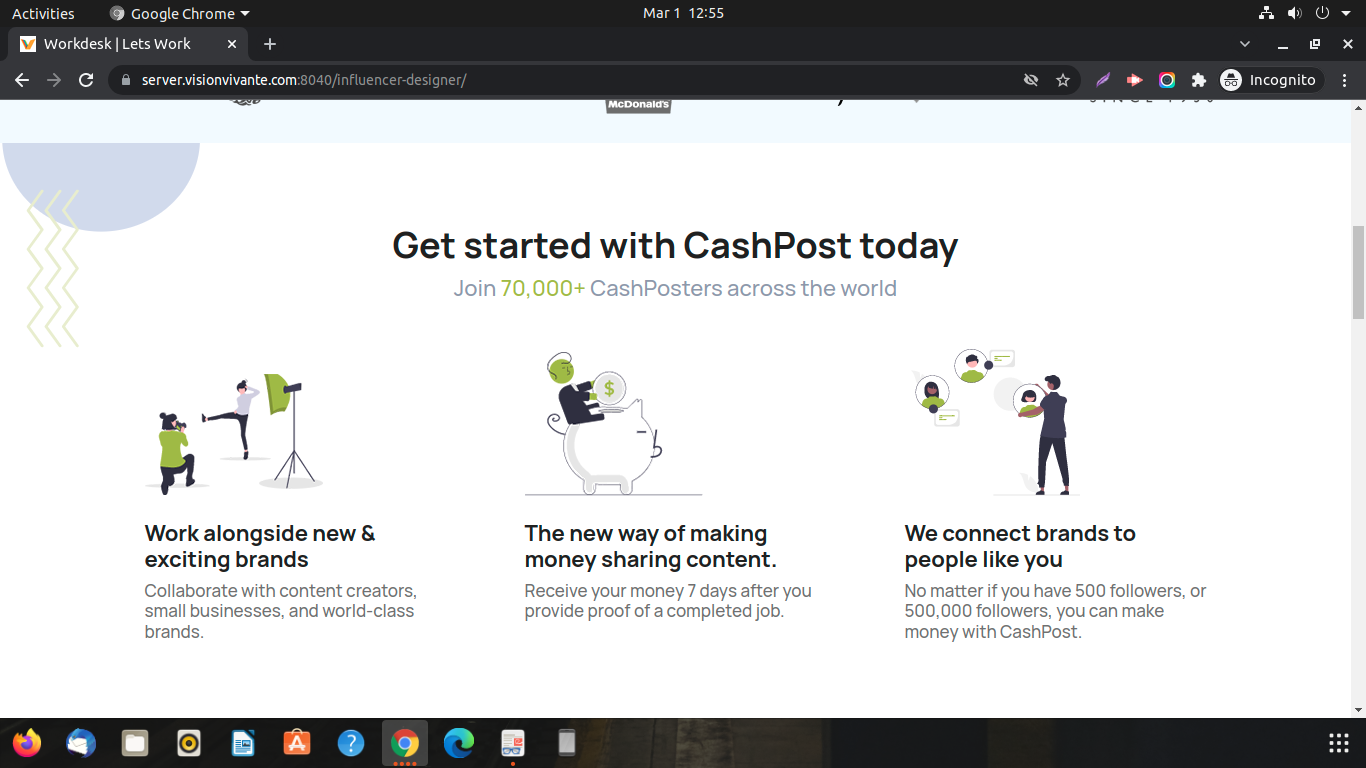 Activities
Google Chrome
Mar 1 12:55
Workdesk | Lets Work
server.visionvivante.com:8040/influencer-designer/
Incognito
McDonald's
Get started with CashPost today
Join 70,000+ CashPosters across the world
$
Work alongside new &
exciting brands
Collaborate with content creators,
small businesses, and world-class
brands.
The new way of making
money sharing content.
Receive your money 7 days after you
provide proof of a completed job.
We connect brands to
people like you
No matter if you have 500 followers, or
500,000 followers, you can make
money with CashPost.